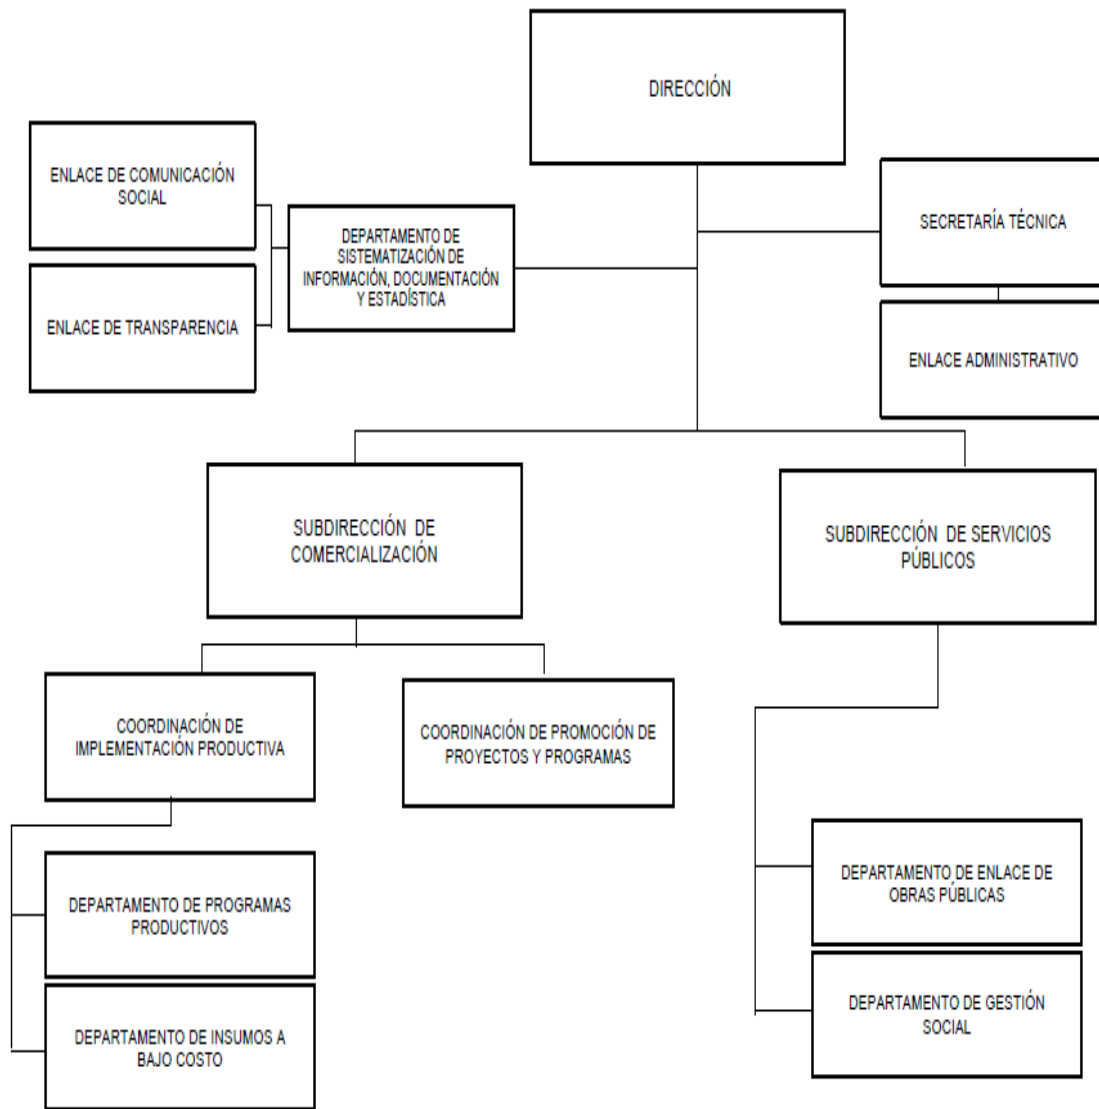 DIRECCIÓN
ENLACE DE COMUNICACIÓN
SOCIAL
SECRETARÍA TÉCNICA
DEPARTAMENTO DE
SISTEMATIZACIÓN DE
INFORMACIÓN, DOCUMENTACIÓN
Y ESTADÍSTICA
ENLACE DE TRANSPARENCIA
ENLACE ADMINISTRATIVO
SUBDIRECCIÓN DE
COMERCIALIZACIÓN
SUBDIRECCIÓN DE SERVICIOS
PÚBLICOS
COORDINACIÓN DE
IMPLEMENTACIÓN PRODUCTIVA
COORDINACIÓN DE PROMOCIÓN DE
PROYECTOS Y PROGRAMAS
DEPARTAMENTO DE ENLACE DE
OBRAS PÚBLICAS
DEPARTAMENTO DE PROGRAMAS
PRODUCTIVOS
DEPARTAMENTO DE GESTIÓN
SOCIAL
DEPARTAMENTO DE INSUMOS A
BAJO COSTO